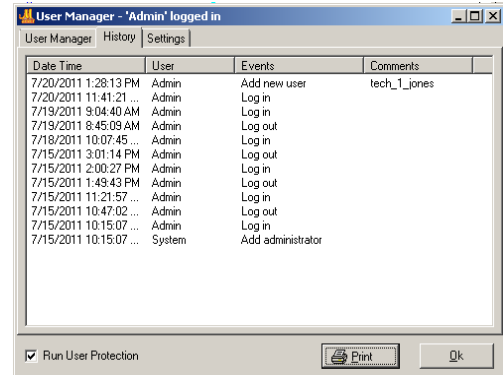 User Manager - 'Admin' logged in
User Manager History Settings
Date Time User Events Comments
7/20/2011 1:28:13 PM Admin Add new user tech_1_jones
7/20/2011 11:41:21 ... Admin Log in
7/19/2011 9:04:40 AM Admin Log in
7/19/2011 8:45:09 AM Admin Log out
7/18/2011 10:07:45 ... Admin Log in
7/15/2011 3:01:14 PM Admin Log out
7/15/2011 2:00:27 PM Admin Log in
7/15/2011 1:49:43 PM Admin Log out
7/15/2011 11:21:57 ... Admin Log in
7/15/2011 10:47:02 ... Admin Log out
7/15/2011 10:15:07 ... Admin Log in
7/15/2011 10:15:07 ... System Add administrator
Run User Protection Print Ok